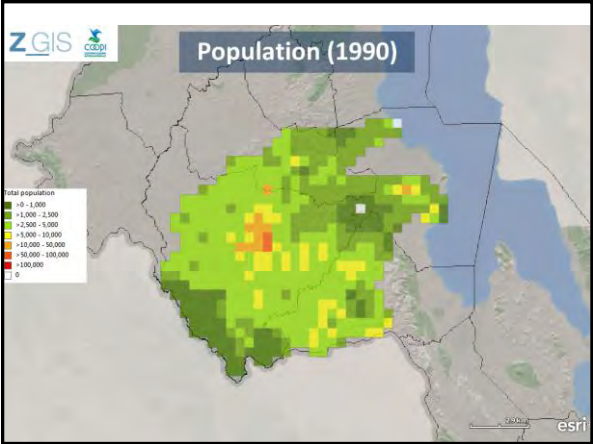 Z_GIS
COOPI
Population (1990)
Total population
>0 - 1,000
>1,000 - 2,500
>2,500 - 5,000
>5,000 - 10,000
>10,000 - 50,000
>50,000 - 100,000
>100,000
0
esri